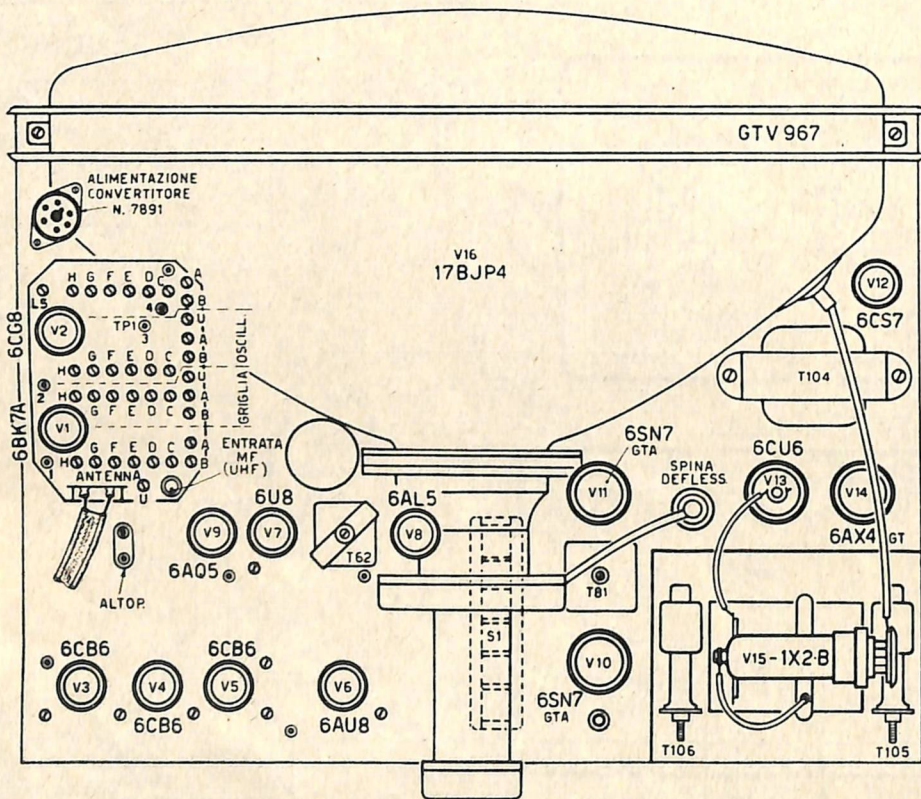 GTV 967
ALIMENTAZIONE
CONVERTITORE
N. 7891
V16
17BJP4
V12
6CS7
T104
H G F E D C A
L5
B
4
U
TP1
3
A
V2
6CG8
B
H G F E D C
U
2
H
A
G F E D C
B
GRIGLIA OSCILL.
V1
6BK7A
A
G F E D C
1
H
B
ANTENNA
U
ENTRATA
MF
(UHF)
ALTOP.
V9
6AQ5
6U8
V7
T62
6AL5
V8
6SN7
GTA
V11
SPINA
DEFLESS.
6CU6
V13
V14
6AX4 GT
T81
S1
6CB6
V3
V4
6CB6
6CB6
V5
V6
6AU8
V10
6SN7
GTA
V15-1X2·B
T106
T105